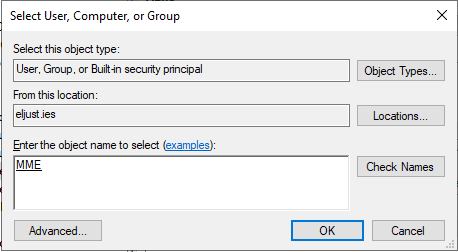 Select User, Computer, or Group
Select this object type:
User, Group, or Built-in security principal
Object Types...
From this location:
eljust.ies
Locations...
Enter the object name to select (examples):
MME
Check Names
Advanced...
OK
Cancel